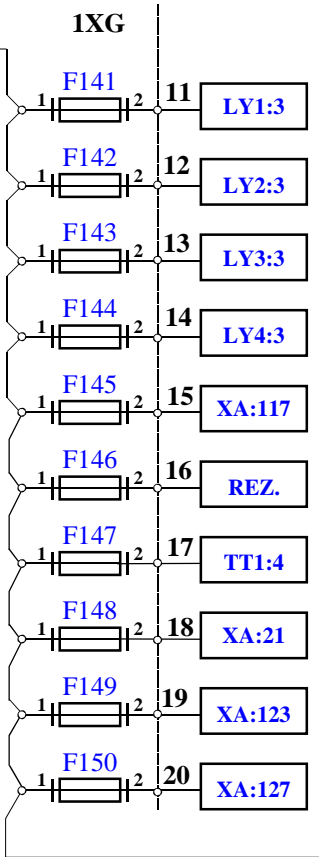 1XG
F141
1 2 11 LY1:3
F142
1 2 12 LY2:3
F143
1 2 13 LY3:3
F144
1 2 14 LY4:3
F145
1 2 15 XA:117
F146
1 2 16 REZ.
F147
1 2 17 TT1:4
F148
1 2 18 XA:21
F149
1 2 19 XA:123
F150
1 2 20 XA:127